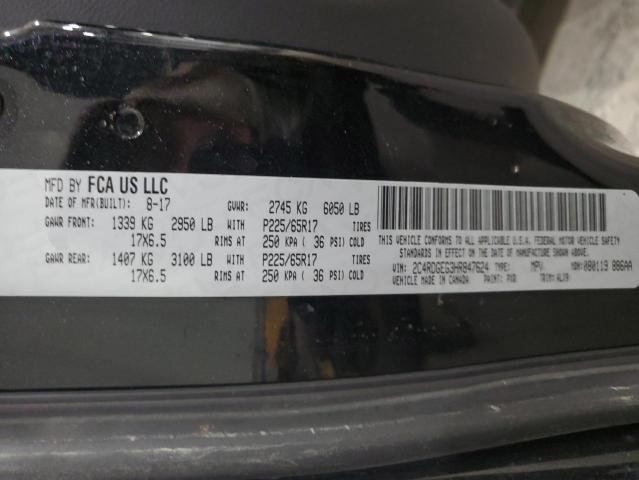 MFD BY FCA US LLC
DATE OF MFR(BUILT): 8-17 GVWR: 2745 KG 6050 LB
GAWR FRONT: 1339 KG 2950 LB WITH P225/65R17 TIRES
17X6.5 RIMS AT 250 KPA ( 36 PSI) COLD
GAWR REAR: 1407 KG 3100 LB WITH P225/65R17 TIRES
17X6.5 RIMS AT 250 KPA ( 36 PSI) COLD
THIS VEHICLE CONFORMS TO ALL APPLICABLE U.S.A. FEDERAL MOTOR VEHICLE SAFETY
STANDARDS IN EFFECT ON THE DATE OF MANUFACTURE SHOWN ABOVE.
VIN: 2C4RDGEG3HR847624 TYPE: MPV MDH: 080119 886AA
VEHICLE MADE IN CANADA PAINT: PXR TRIM: ALX9